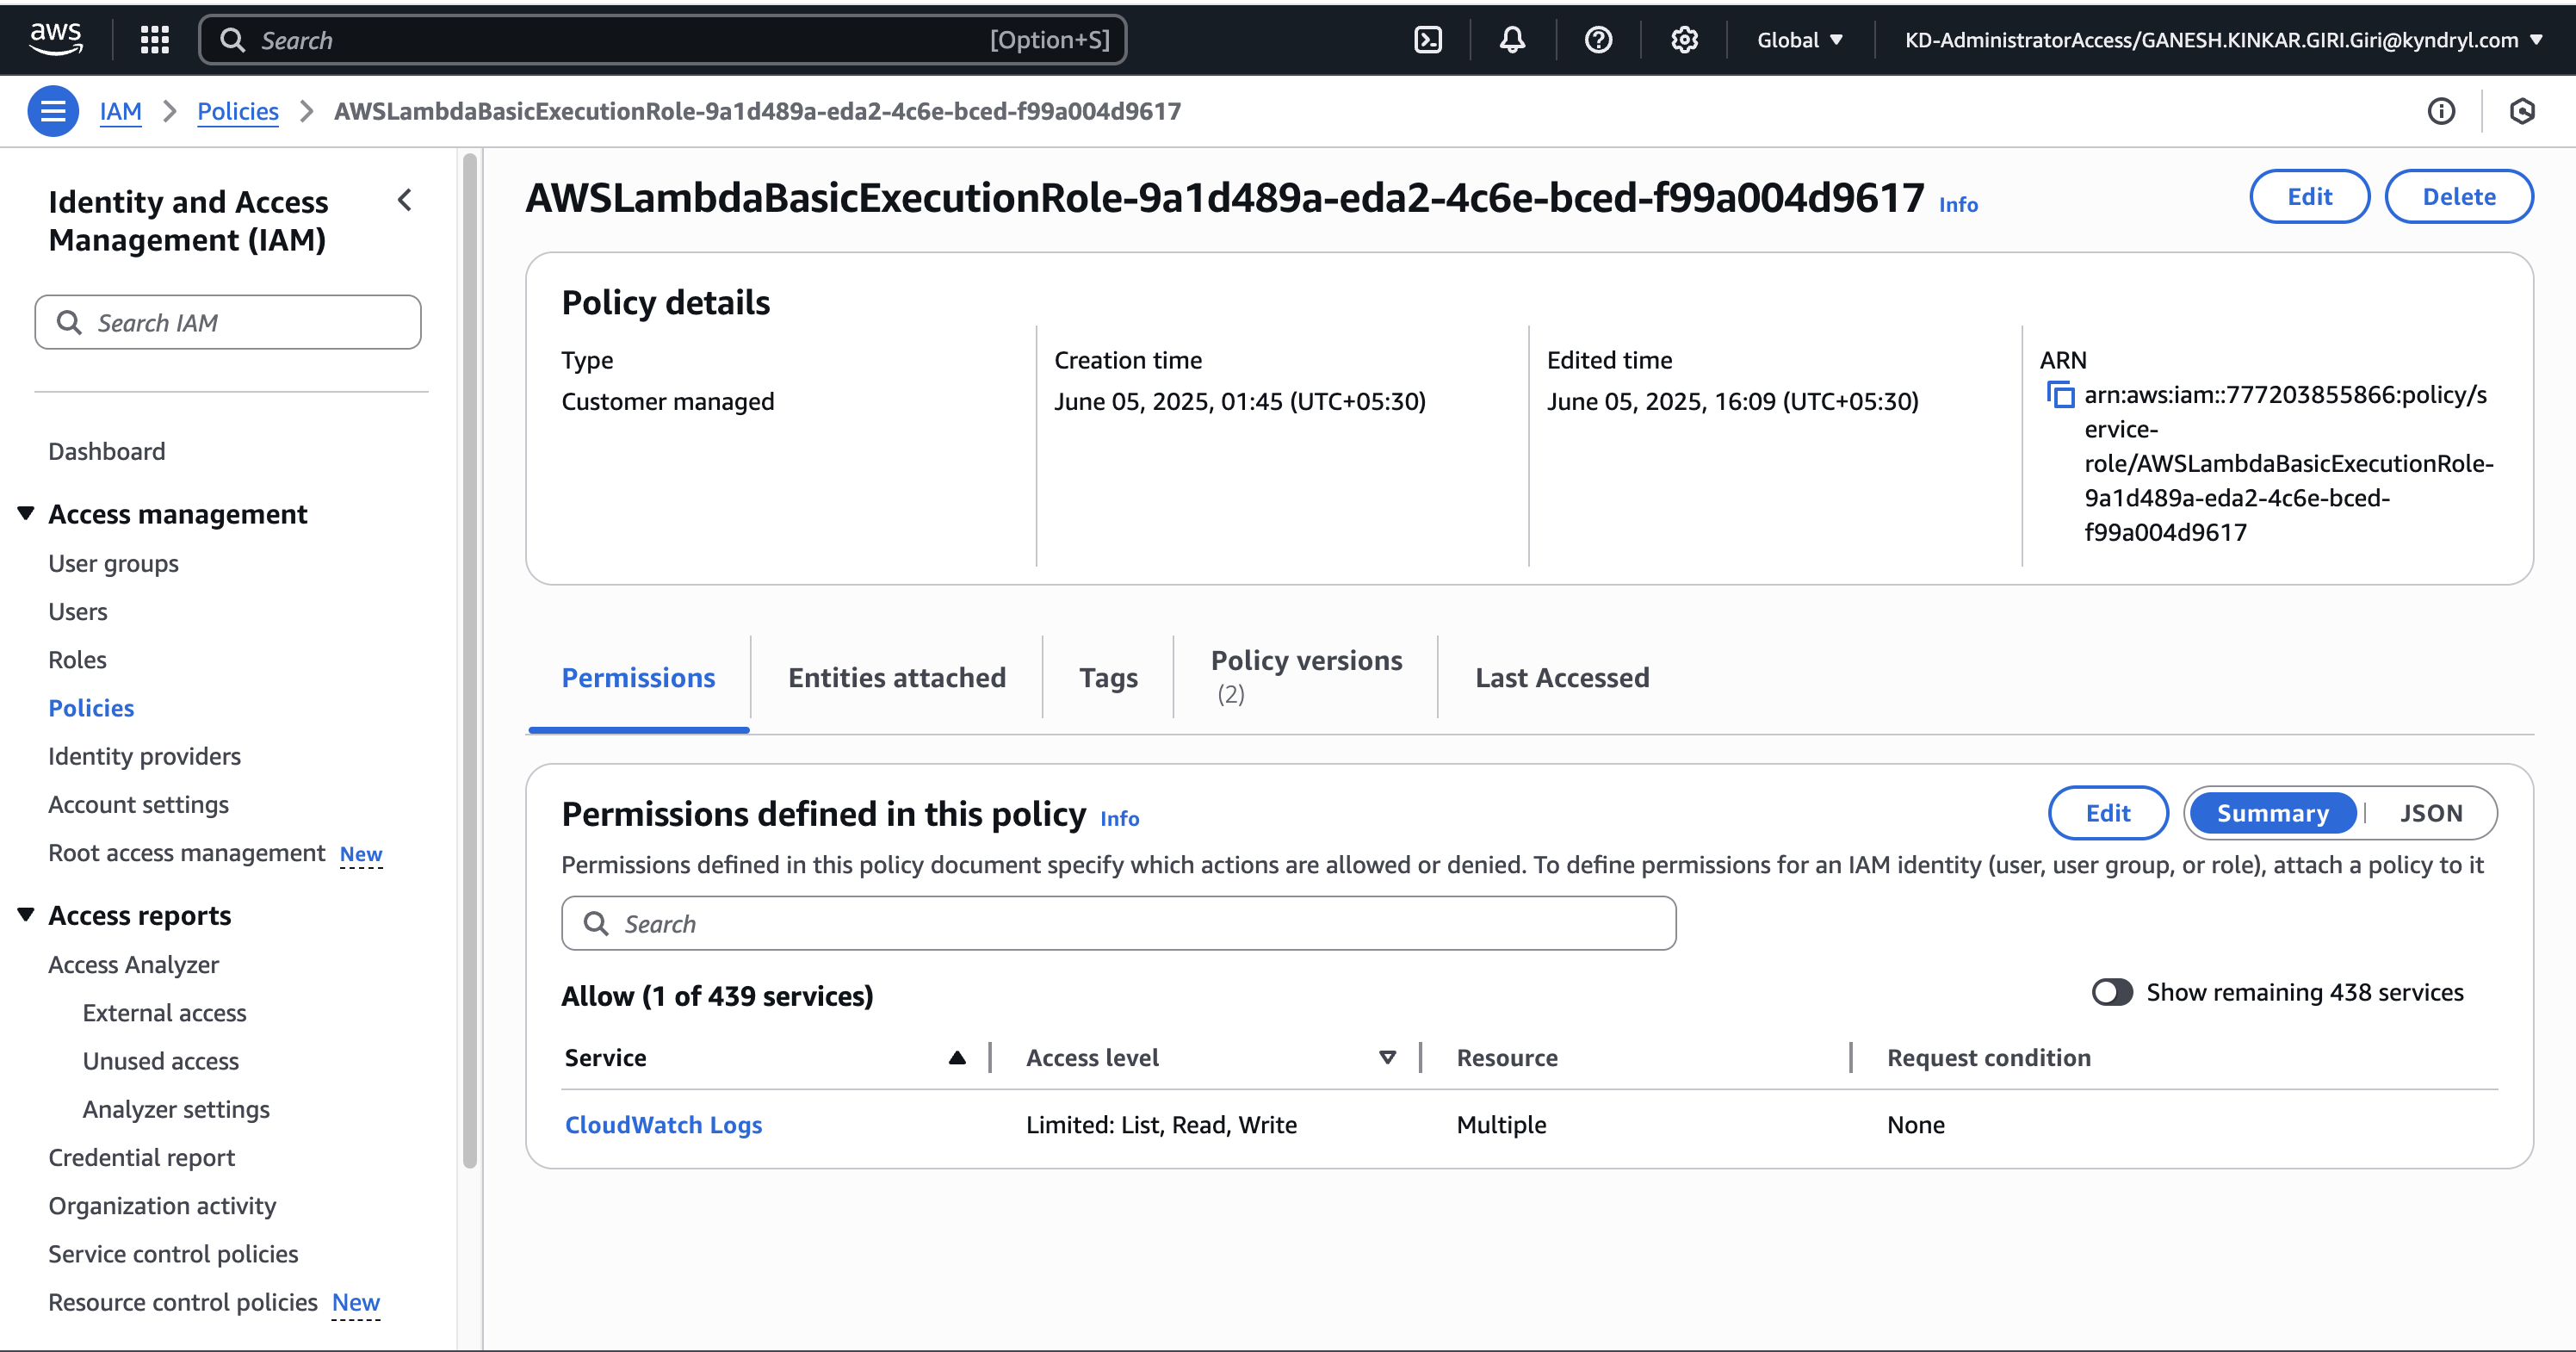 aws
Search [Option+S]
Global
KD-AdministratorAccess/GANESH.KINKAR.GIRI.Giri@kyndryl.com
IAM
Policies
AWSLambdaBasicExecutionRole-9a1d489a-eda2-4c6e-bced-f99a004d9617
Identity and Access
Management (IAM)
Search IAM
Dashboard
Access management
User groups
Users
Roles
Policies
Identity providers
Account settings
Root access management New
Access reports
Access Analyzer
External access
Unused access
Analyzer settings
Credential report
Organization activity
Service control policies
Resource control policies New
AWSLambdaBasicExecutionRole-9a1d489a-eda2-4c6e-bced-f99a004d9617 Info
Edit
Delete
Policy details
Type
Customer managed
Creation time
June 05, 2025, 01:45 (UTC+05:30)
Edited time
June 05, 2025, 16:09 (UTC+05:30)
ARN
arn:aws:iam::777203855866:policy/s
ervice-
role/AWSLambdaBasicExecutionRole-
9a1d489a-eda2-4c6e-bced-
f99a004d9617
Permissions
Entities attached
Tags
Policy versions
(2)
Last Accessed
Permissions defined in this policy Info
Edit
Summary
JSON
Permissions defined in this policy document specify which actions are allowed or denied. To define permissions for an IAM identity (user, user group, or role), attach a policy to it
Search
Allow (1 of 439 services)
Show remaining 438 services
Service
Access level
Resource
Request condition
CloudWatch Logs
Limited: List, Read, Write
Multiple
None